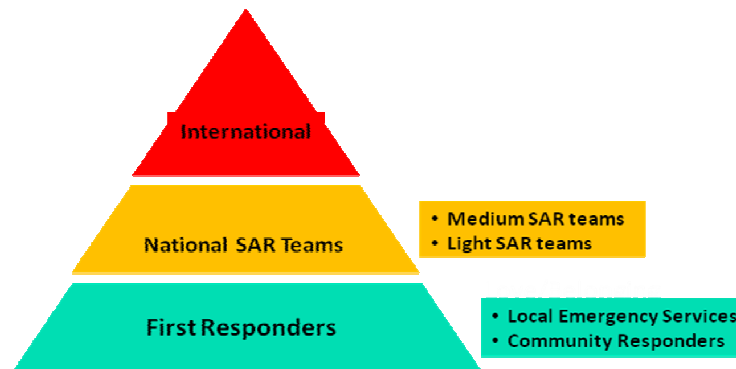 International
National SAR Teams
• Medium SAR teams
• Light SAR teams
First Responders
• Local Emergency Services
• Community Responders